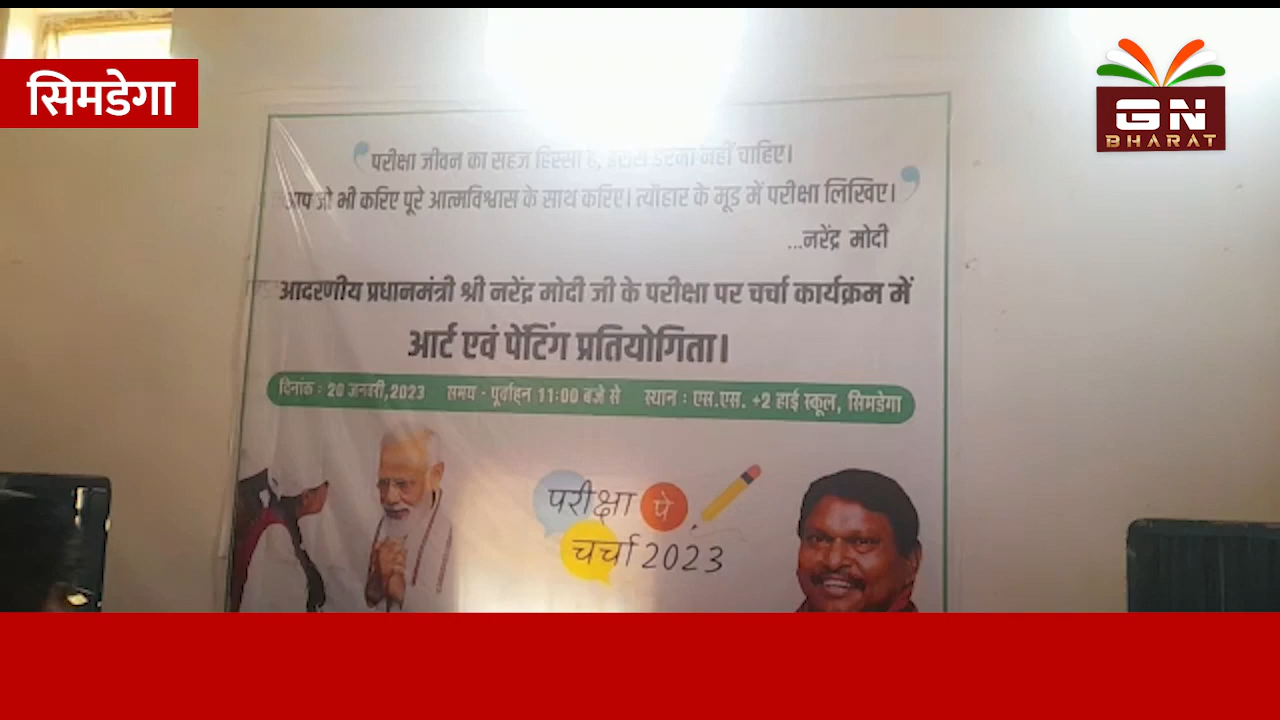 सिमडेगा
GN
BHARAT
परीक्षा जीवन का सहज हिस्सा है, इससे डरना नहीं चाहिए।
आप जो भी करिए पूरे आत्मविश्वास के साथ करिए। त्यौहार के मूड में परीक्षा लिखिए।
...नरेंद्र मोदी
आदरणीय प्रधानमंत्री श्री नरेंद्र मोदी जी के परीक्षा पर चर्चा कार्यक्रम में
आर्ट एवं पेंटिंग प्रतियोगिता।
दिनांक : 20 जनवरी,2023 समय - पूर्वाह्न 11:00 बजे से स्थान : एस.एस. +2 हाई स्कूल, सिमडेगा
परीक्षा पे
चर्चा 2023